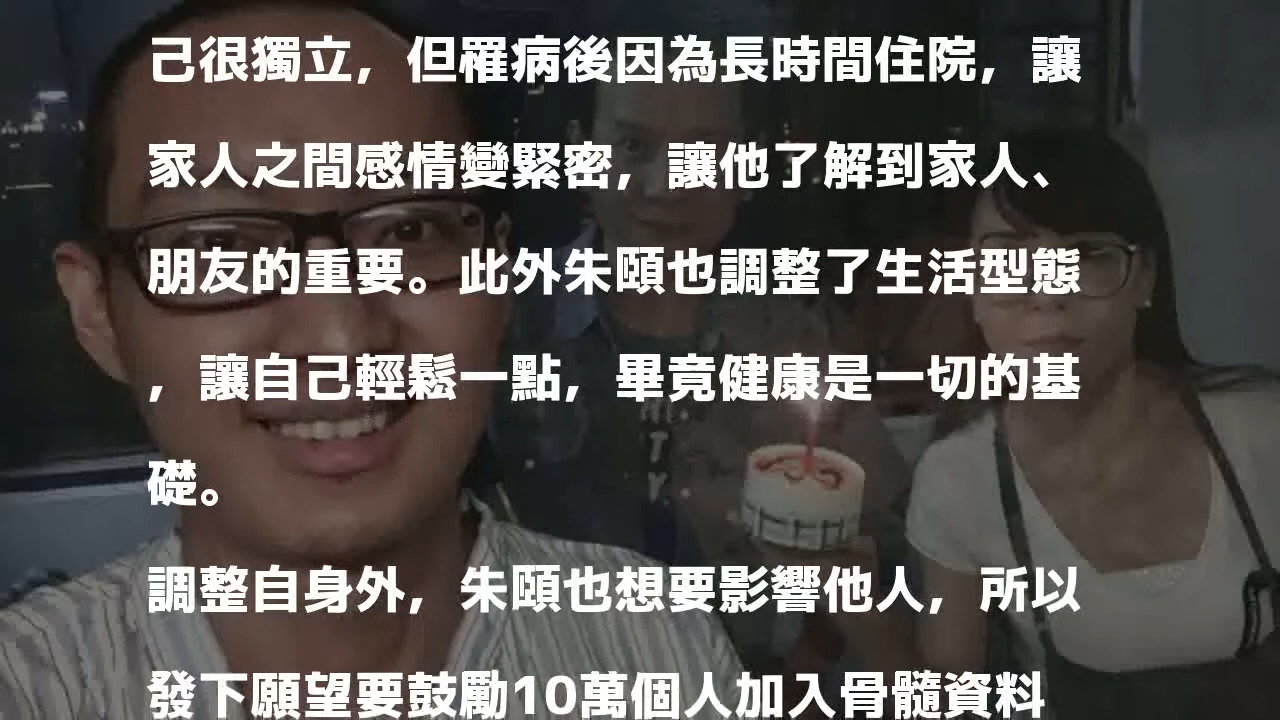 己很獨立，但罹病後因為長時間住院，讓
家人之間感情變緊密，讓他了解到家人、
朋友的重要。此外朱頤也調整了生活型態
，讓自己輕鬆一點，畢竟健康是一切的基
礎。
調整自身外，朱頤也想要影響他人，所以
發下願望要鼓勵10萬個人加入骨髓資料